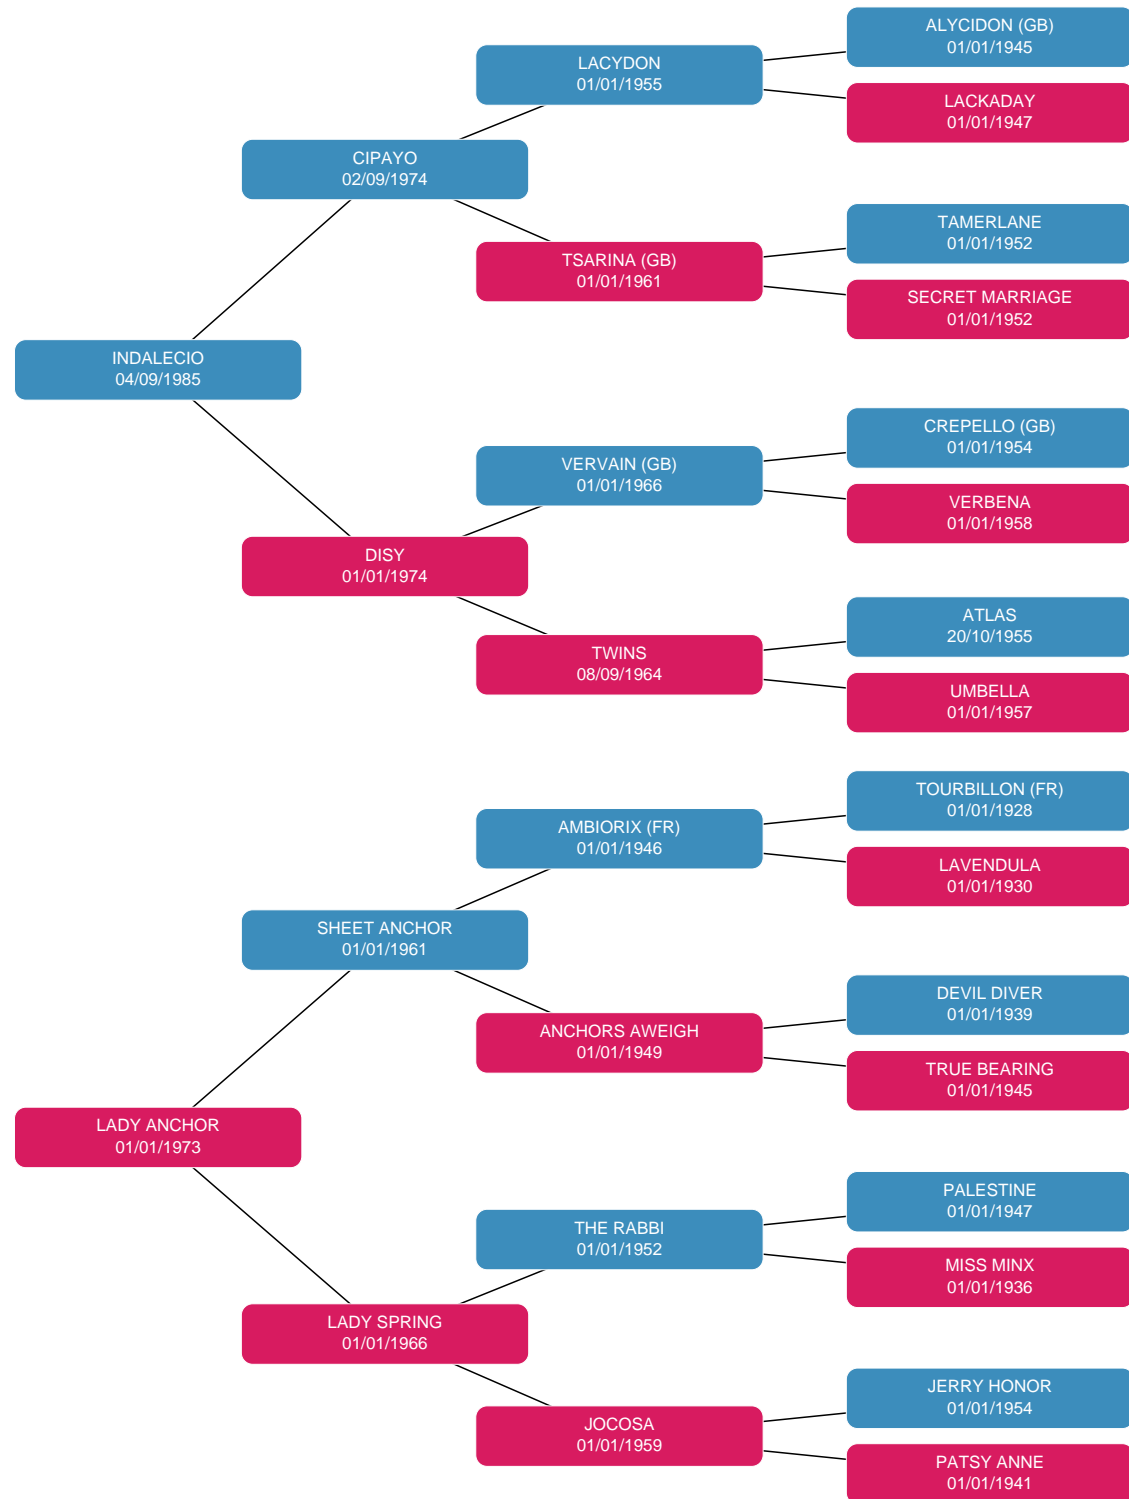 ALYCIDON (GB)
01/01/1945
LACYDON
01/01/1955
LACKADAY
01/01/1947
CIPAYO
02/09/1974
TAMERLANE
01/01/1952
TSARINA (GB)
01/01/1961
SECRET MARRIAGE
01/01/1952
INDALECIO
04/09/1985
CREPELLO (GB)
01/01/1954
VERVAIN (GB)
01/01/1966
VERBENA
01/01/1958
DISY
01/01/1974
ATLAS
20/10/1955
TWINS
08/09/1964
UMBELLA
01/01/1957
TOURBILLON (FR)
01/01/1928
AMBIORIX (FR)
01/01/1946
LAVENDULA
01/01/1930
SHEET ANCHOR
01/01/1961
DEVIL DIVER
01/01/1939
ANCHORS AWEIGH
01/01/1949
TRUE BEARING
01/01/1945
LADY ANCHOR
01/01/1973
PALESTINE
01/01/1947
THE RABBI
01/01/1952
MISS MINX
01/01/1936
LADY SPRING
01/01/1966
JERRY HONOR
01/01/1954
JOCOSA
01/01/1959
PATSY ANNE
01/01/1941